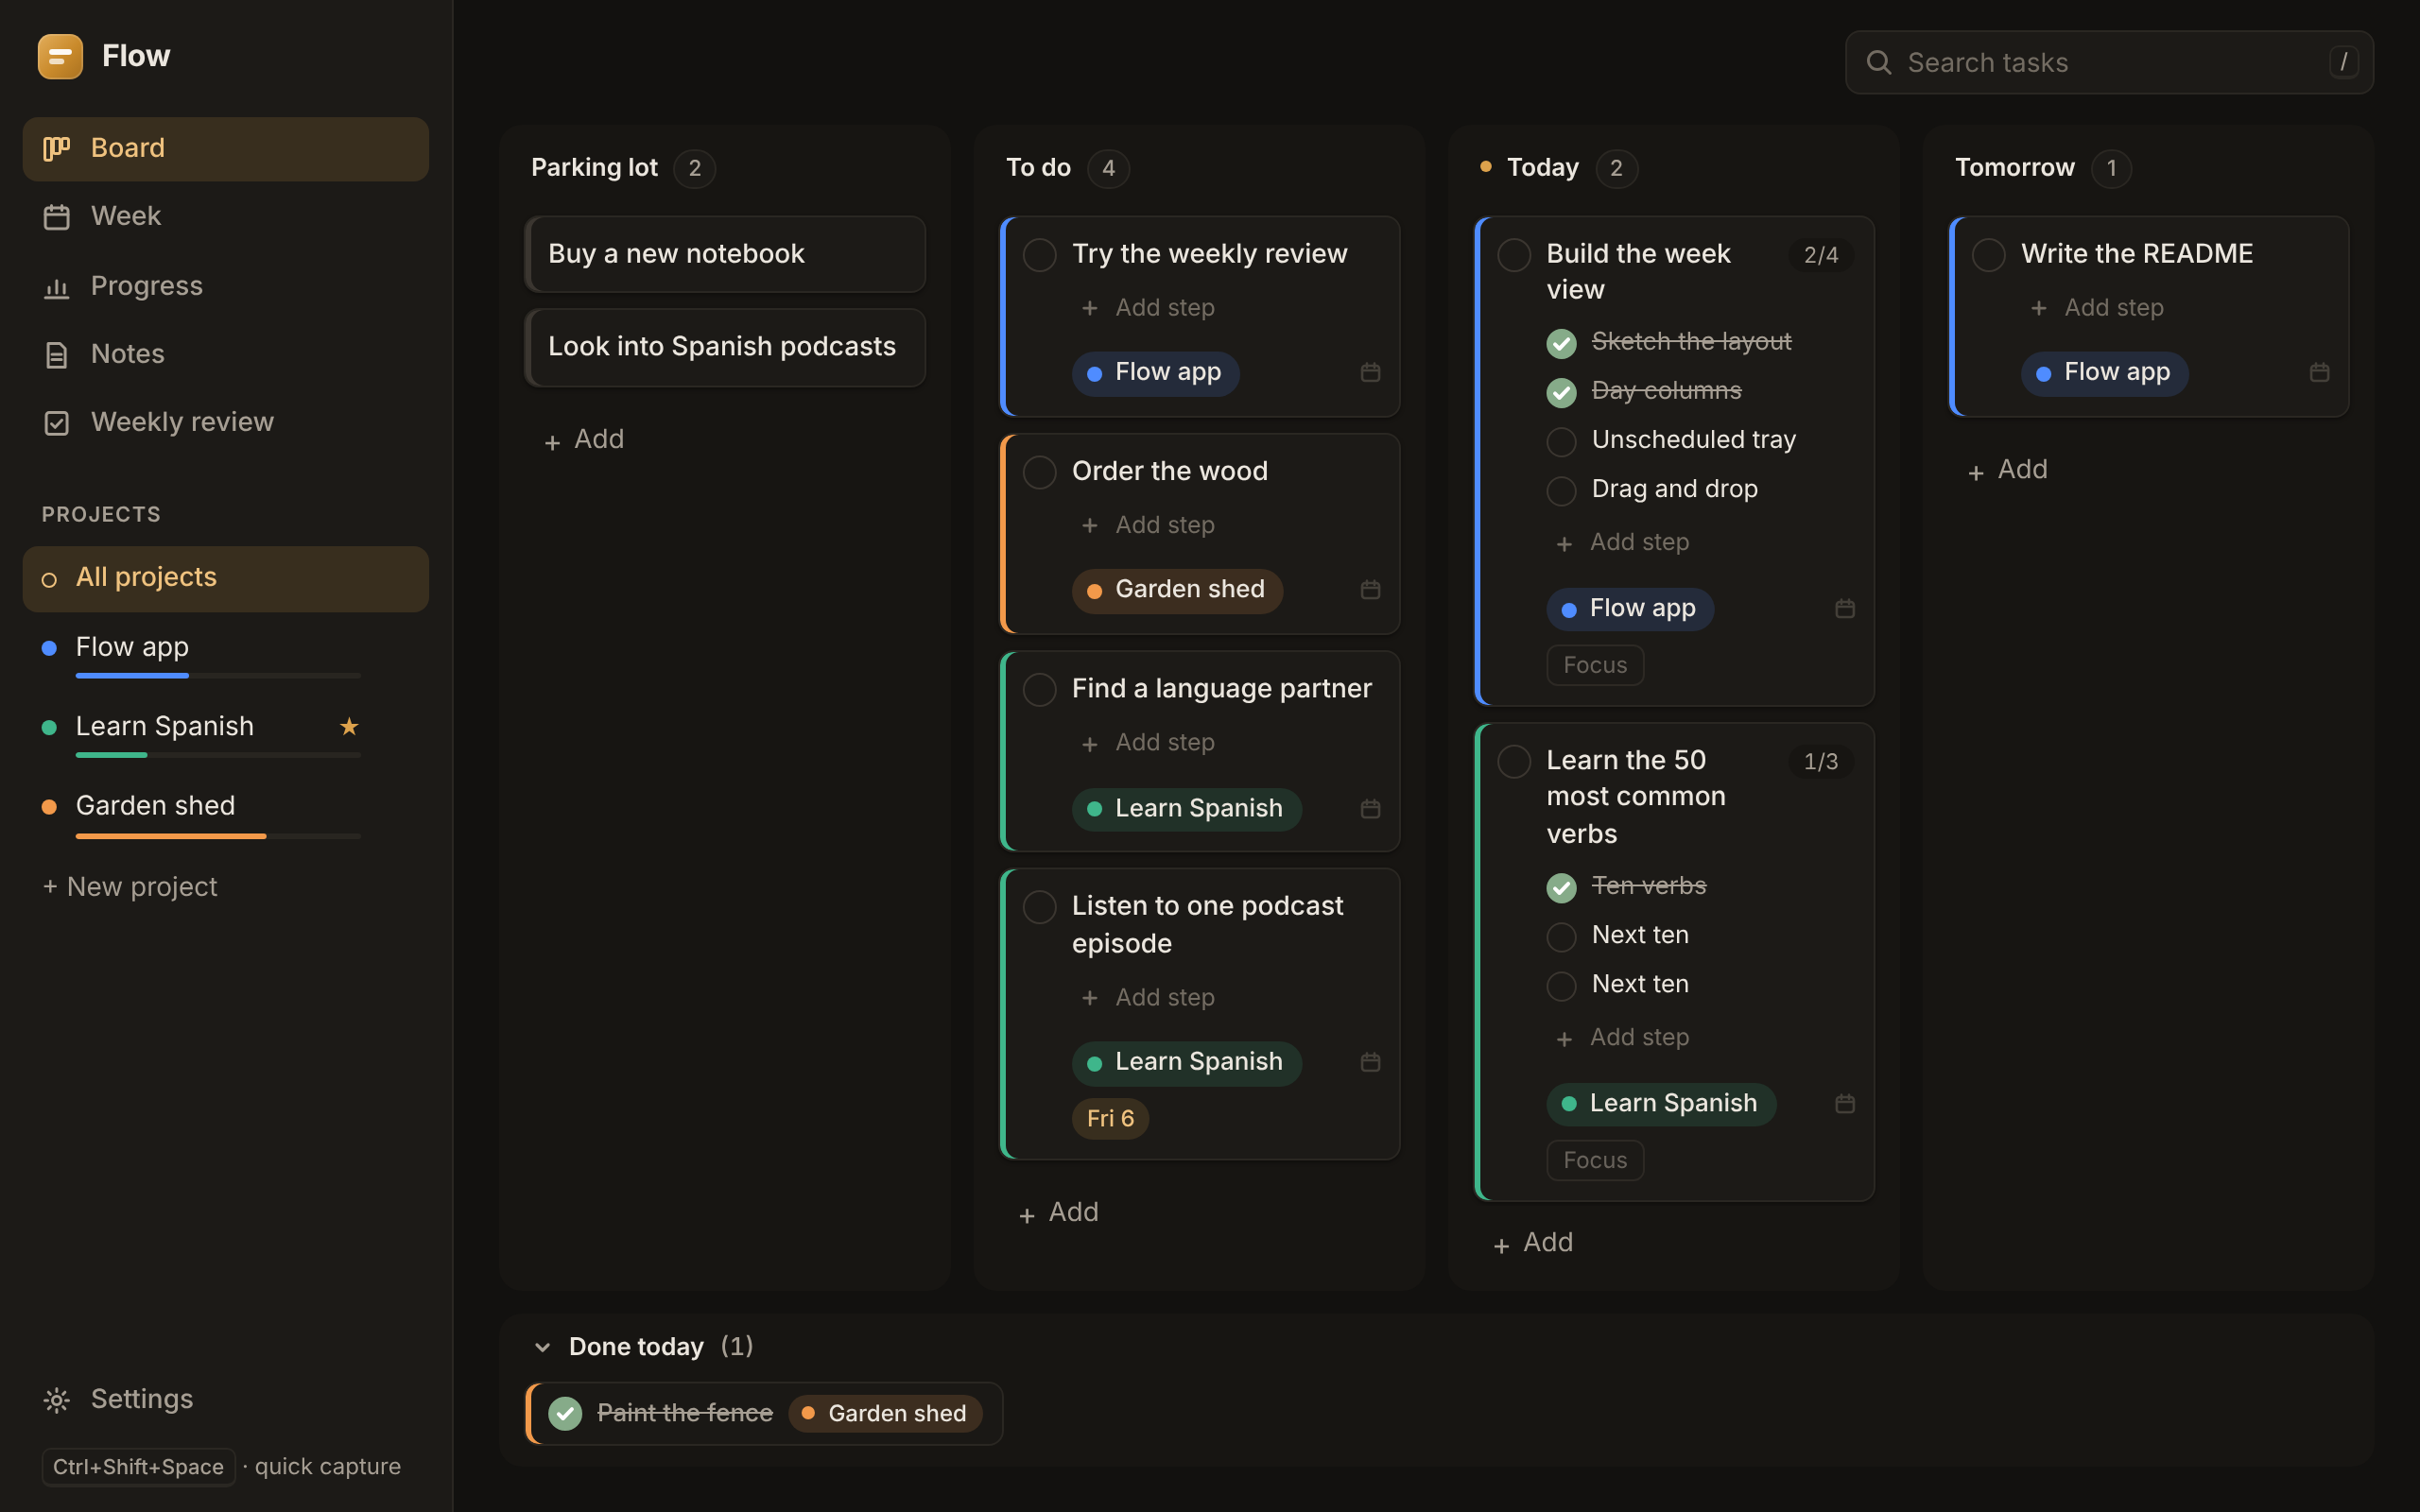 Flow
Board
Week
Progress
Notes
Weekly review
PROJECTS
All projects
Flow app
Learn Spanish
Garden shed
+ New project
Settings
Ctrl+Shift+Space · quick capture
Search tasks /
Parking lot 2
Buy a new notebook
Look into Spanish podcasts
+ Add
To do 4
Try the weekly review
+ Add step
Flow app
Order the wood
+ Add step
Garden shed
Find a language partner
+ Add step
Learn Spanish
Listen to one podcast
episode
+ Add step
Learn Spanish
Fri 6
+ Add
Today 2
Build the week 2/4
view
Sketch the layout
Day columns
Unscheduled tray
Drag and drop
+ Add step
Flow app
Focus
Learn the 50 1/3
most common
verbs
Ten verbs
Next ten
Next ten
+ Add step
Learn Spanish
Focus
+ Add
Tomorrow 1
Write the README
+ Add step
Flow app
+ Add
Done today (1)
Paint the fence Garden shed